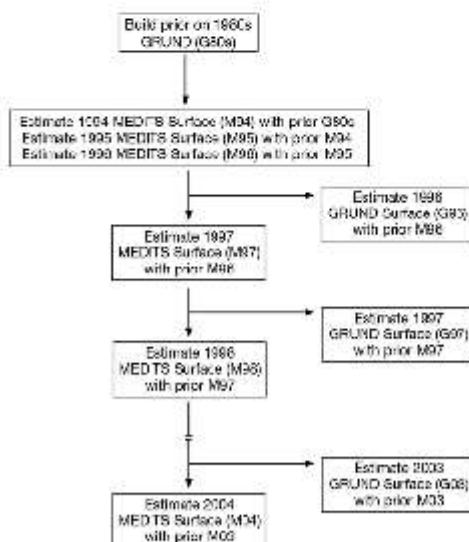 Build prior on 1980s
GRUND (G80s)
Estimate 1994 MEDITS Surface (M94) with prior G80s
Estimate 1995 MEDITS Surface (M95) with prior M94
Estimate 1996 MEDITS Surface (M96) with prior M95
Estimate 1996
GRUND Surface (G96)
with prior M96
Estimate 1997
MEDITS Surface (M97)
with prior M96
Estimate 1997
GRUND Surface (G97)
with prior M97
Estimate 1998
MEDITS Surface (M98)
with prior M97
Estimate 2003
GRUND Surface (G03)
with prior M03
Estimate 2004
MEDITS Surface (M04)
with prior M03